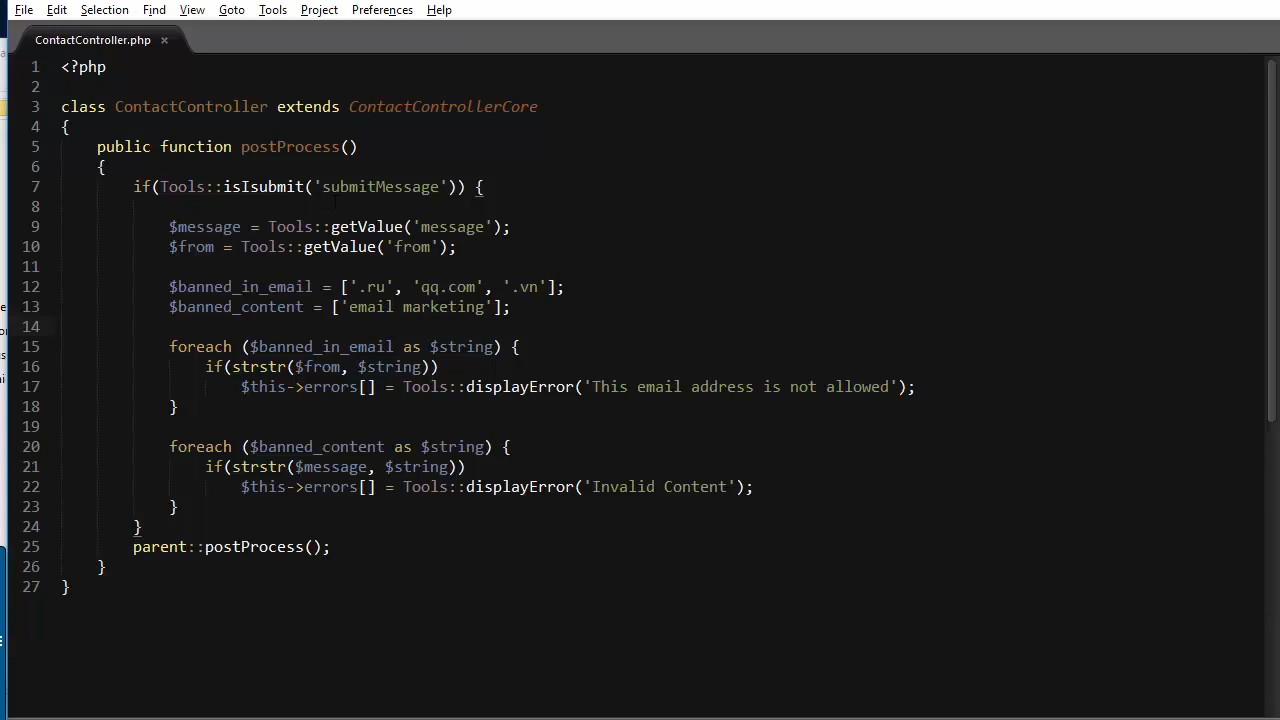 File Edit Selection Find View Goto Tools Project Preferences Help
ContactController.php ×
1 <?php
2
3 class ContactController extends ContactControllerCore
4 {
5 public function postProcess()
6 {
7 if(Tools::isIsubmit('submitMessage')) {
8
9 $message = Tools::getValue('message');
10 $from = Tools::getValue('from');
11
12 $banned_in_email = ['.ru', 'qq.com', '.vn'];
13 $banned_content = ['email marketing'];
14
15 foreach ($banned_in_email as $string) {
16 if(strstr($from, $string))
17 $this->errors[] = Tools::displayError('This email address is not allowed');
18 }
19
20 foreach ($banned_content as $string) {
21 if(strstr($message, $string))
22 $this->errors[] = Tools::displayError('Invalid Content');
23 }
24 }
25 parent::postProcess();
26 }
27 }